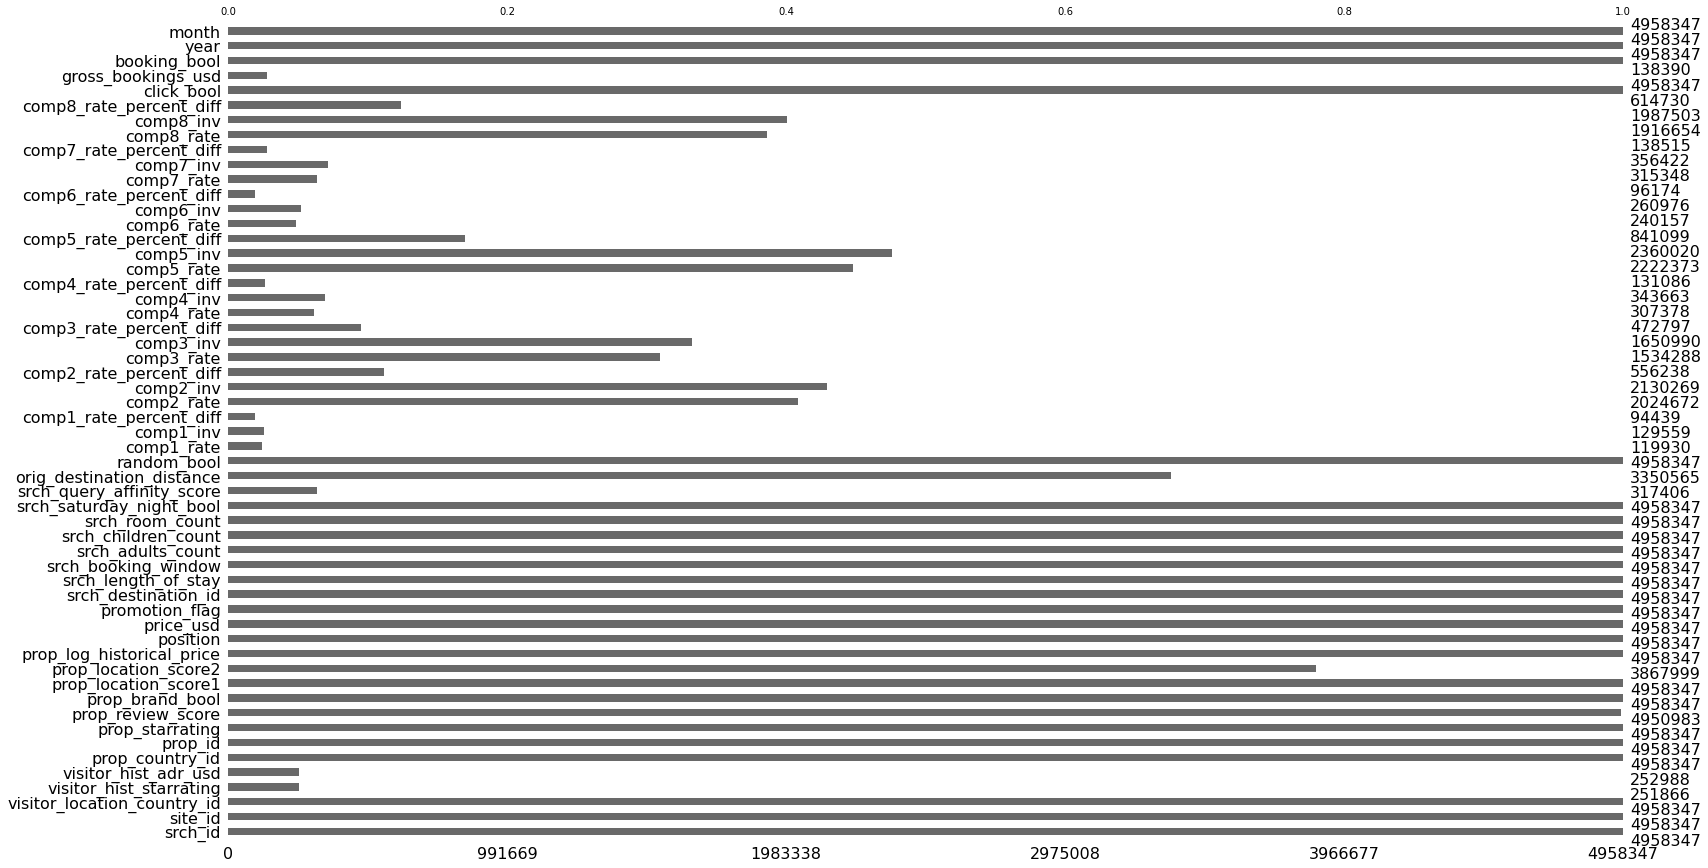 0.0 0.2 0.4 0.6 0.8 1.0
month 4958347
year 4958347
booking_bool 4958347
gross_bookings_usd 138390
click_bool 4958347
comp8_rate_percent_diff 614730
comp8_inv 1987503
comp8_rate 1916654
comp7_rate_percent_diff 138515
comp7_inv 356422
comp7_rate 315348
comp6_rate_percent_diff 96174
comp6_inv 260976
comp6_rate 240157
comp5_rate_percent_diff 841099
comp5_inv 2360020
comp5_rate 2222373
comp4_rate_percent_diff 131086
comp4_inv 343663
comp4_rate 307378
comp3_rate_percent_diff 472797
comp3_inv 1650990
comp3_rate 1534288
comp2_rate_percent_diff 556238
comp2_inv 2130269
comp2_rate 2024672
comp1_rate_percent_diff 94439
comp1_inv 129559
comp1_rate 119930
random_bool 4958347
orig_destination_distance 3350565
srch_query_affinity_score 317406
srch_saturday_night_bool 4958347
srch_room_count 4958347
srch_children_count 4958347
srch_adults_count 4958347
srch_booking_window 4958347
srch_length_of_stay 4958347
srch_destination_id 4958347
promotion_flag 4958347
price_usd 4958347
position 4958347
prop_log_historical_price 4958347
prop_location_score2 3867999
prop_location_score1 4958347
prop_brand_bool 4958347
prop_review_score 4950983
prop_starrating 4958347
prop_id 4958347
prop_country_id 4958347
visitor_hist_adr_usd 252988
visitor_hist_starrating 251866
visitor_location_country_id 4958347
site_id 4958347
srch_id 4958347
0 991669 1983338 2975008 3966677 4958347